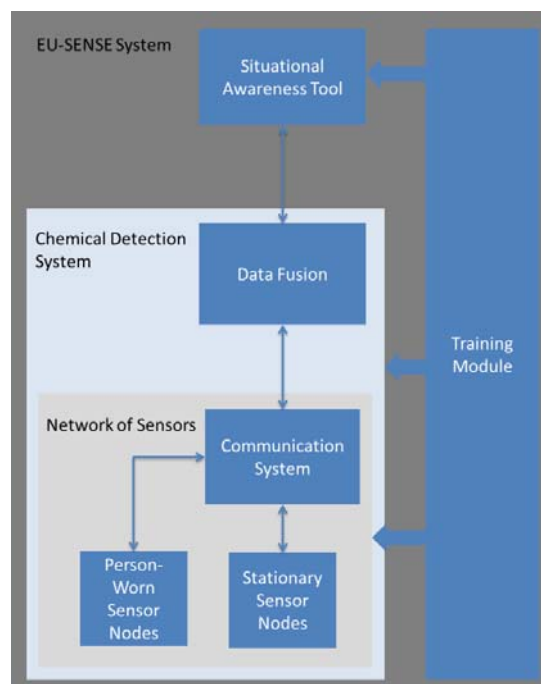 EU-SENSE System
Situational
Awareness Tool
Chemical Detection
System
Data Fusion
Training
Module
Network of Sensors
Communication
System
Person-
Worn
Sensor
Nodes
Stationary
Sensor
Nodes